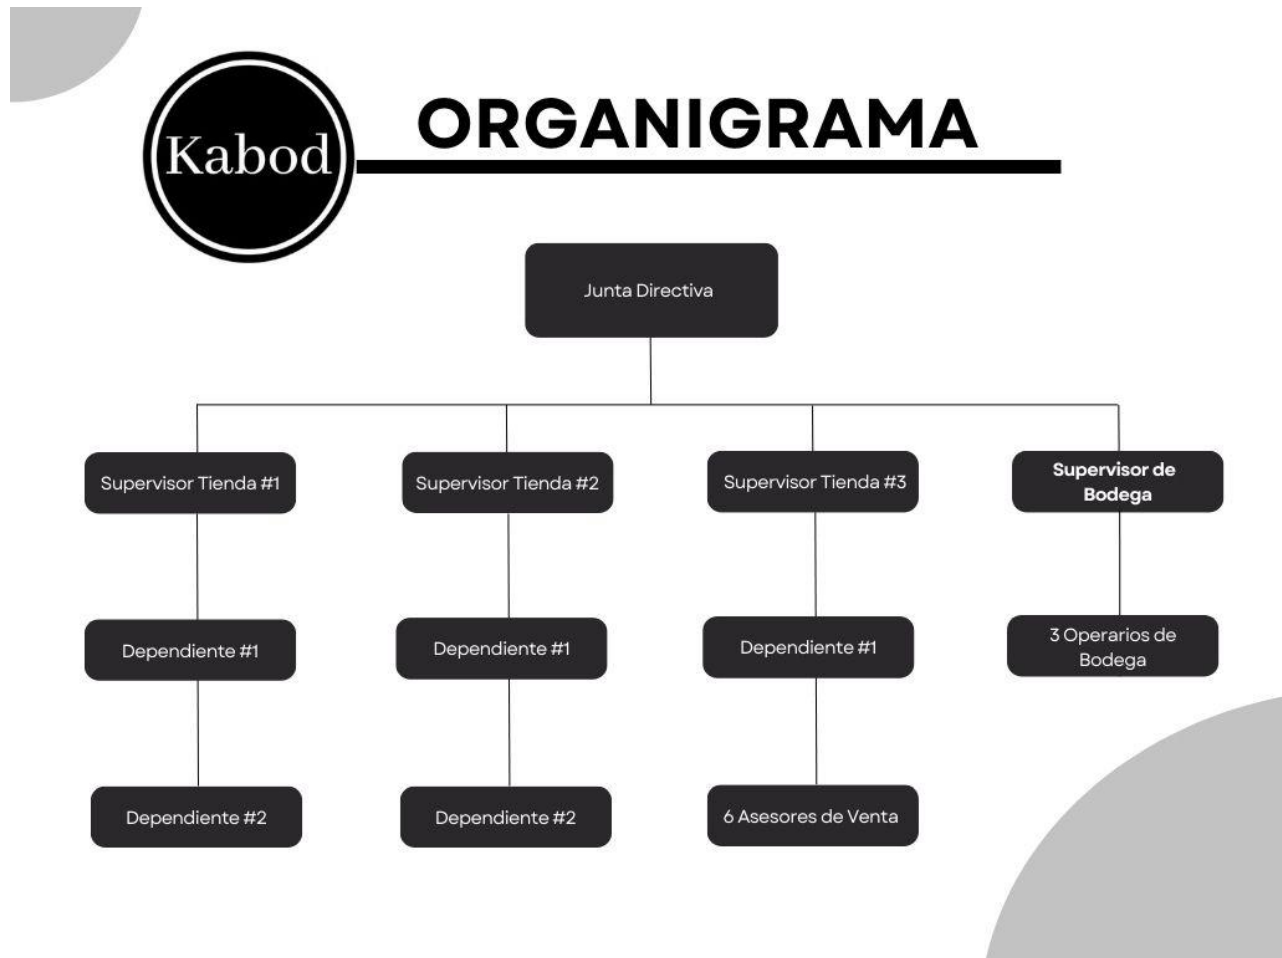 Kabod
ORGANIGRAMA
Junta Directiva
Supervisor Tienda #1
Supervisor Tienda #2
Supervisor Tienda #3
Supervisor de
Bodega
Dependiente #1
Dependiente #1
Dependiente #1
3 Operarios de
Bodega
Dependiente #2
Dependiente #2
6 Asesores de Venta